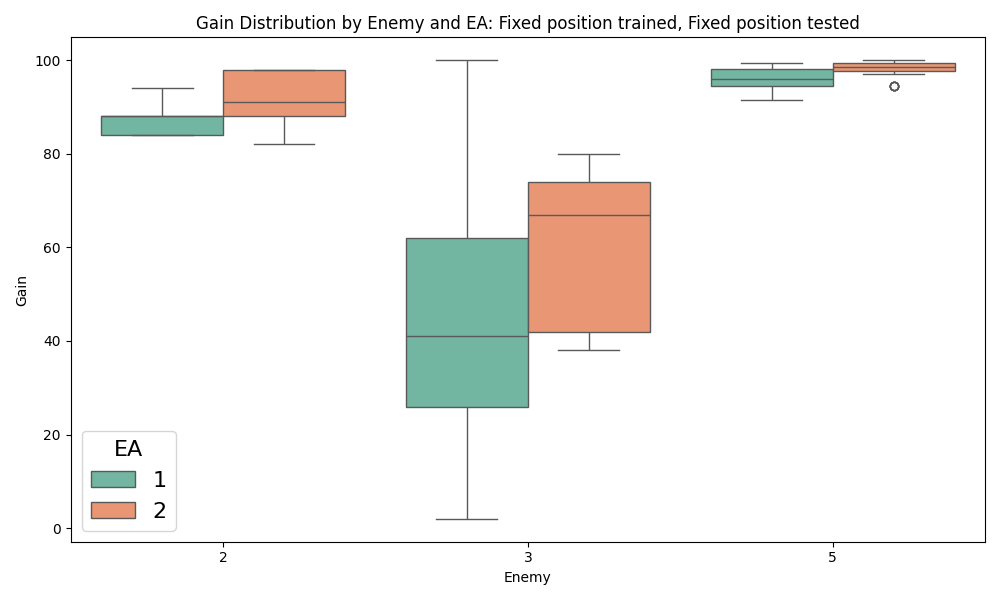 Gain Distribution by Enemy and EA: Fixed position trained, Fixed position tested
100
80
60
40
20
0
Gain
EA
1
2
2
3
5
Enemy